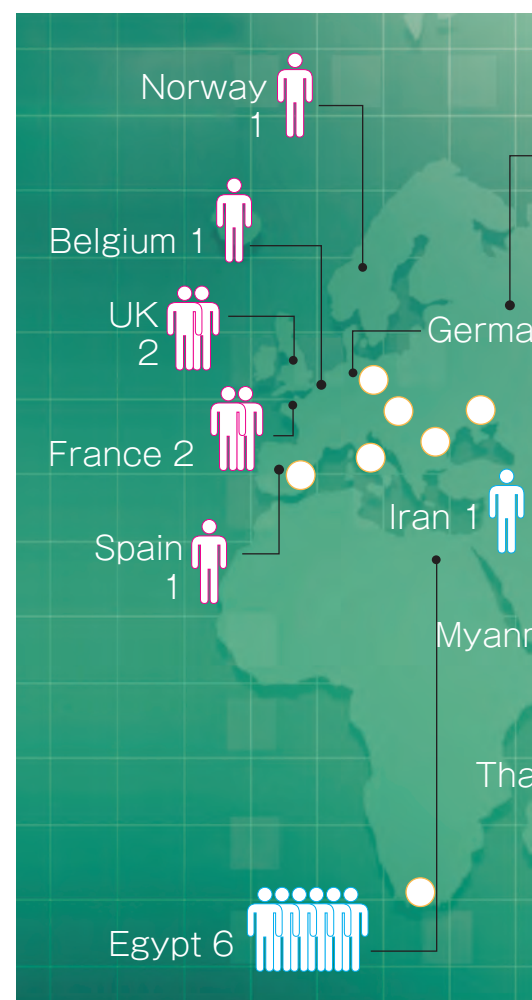 Norway
1
Belgium 1
UK
2
Germa
France 2
Iran 1
Spain
1
Myanm
Tha
Egypt 6